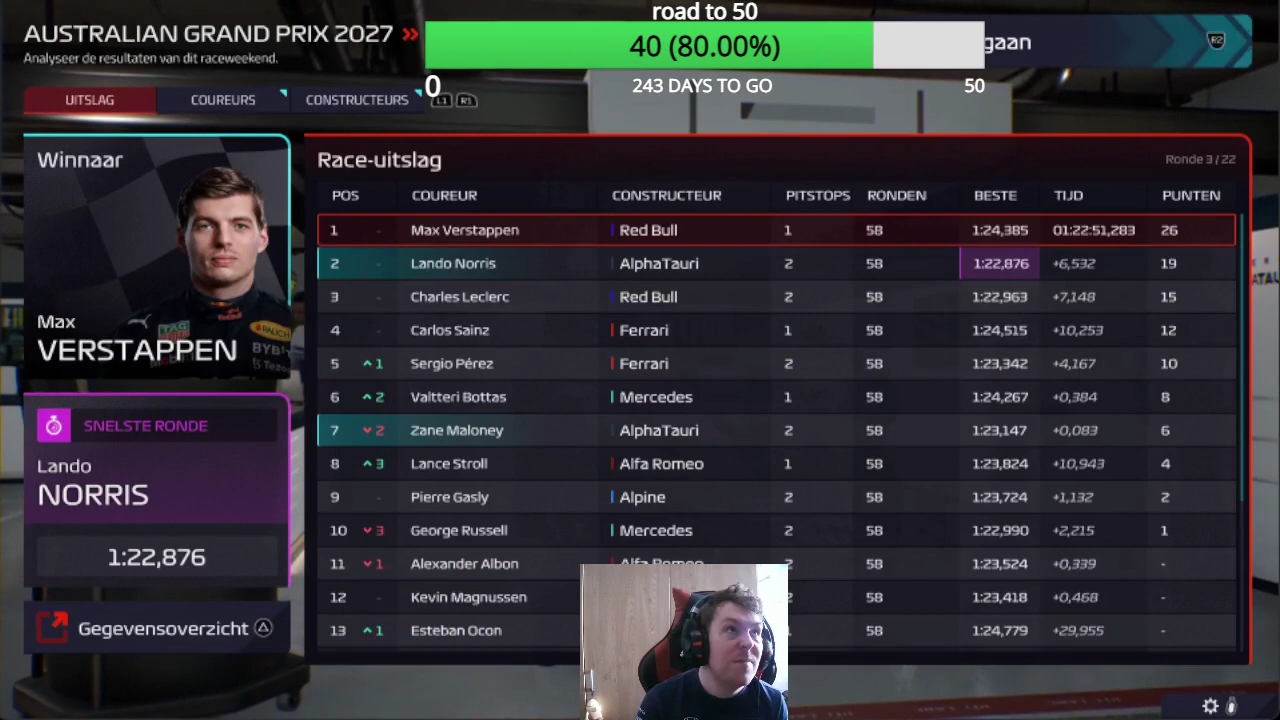 road to 50
AUSTRALIAN GRAND PRIX 2027
40 (80.00%)
gaan
R2
Analyseer de resultaten van dit raceweekend.
0
243 DAYS TO GO
50
UITSLAG COUREURS CONSTRUCTEURS L1 R1
Winnaar
Max
VERSTAPPEN
SNELSTE RONDE
Lando
NORRIS
1:22,876
Gegevensoverzicht
Race-uitslag
Ronde 3 / 22
POS COUREUR CONSTRUCTEUR PITSTOPS RONDEN BESTE TIJD PUNTEN
1 - Max Verstappen Red Bull 1 58 1:24,385 01:22:51,283 26
2 - Lando Norris AlphaTauri 2 58 1:22,876 +6,532 19
3 - Charles Leclerc Red Bull 2 58 1:22,963 +7,148 15
4 - Carlos Sainz Ferrari 1 58 1:24,515 +10,253 12
5 1 Sergio Pérez Ferrari 2 58 1:23,342 +4,167 10
6 2 Valtteri Bottas Mercedes 1 58 1:24,267 +0,384 8
7 2 Zane Maloney AlphaTauri 2 58 1:23,147 +0,083 6
8 3 Lance Stroll Alfa Romeo 1 58 1:23,824 +10,943 4
9 - Pierre Gasly Alpine 2 58 1:23,724 +1,132 2
10 3 George Russell Mercedes 2 58 1:22,990 +2,215 1
11 1 Alexander Albon Alfa Romeo 2 58 1:23,524 +0,339 -
12 - Kevin Magnussen 2 58 1:23,418 +0,468 -
13 1 Esteban Ocon 1 58 1:24,779 +29,955 -